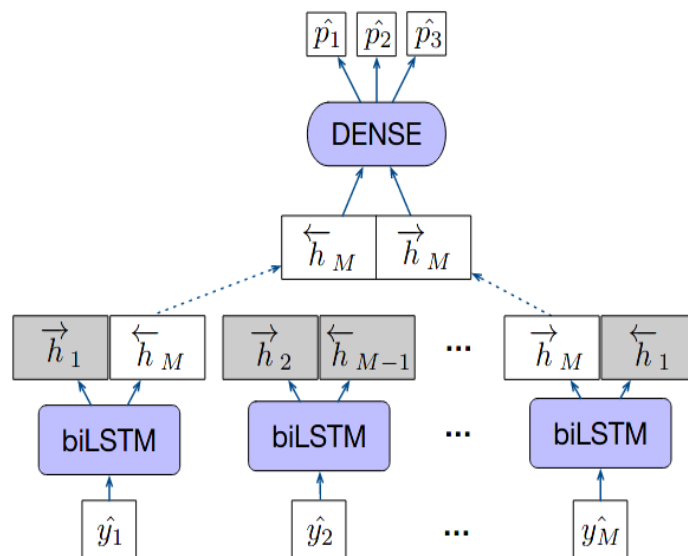 p̂₁ p̂₂ p̂₃
DENSE
←h M →h M
→h 1 ←h M →h 2 ←h M−1 ... →h M ←h 1
biLSTM biLSTM ... biLSTM
ŷ₁ ŷ₂ ... ŷM